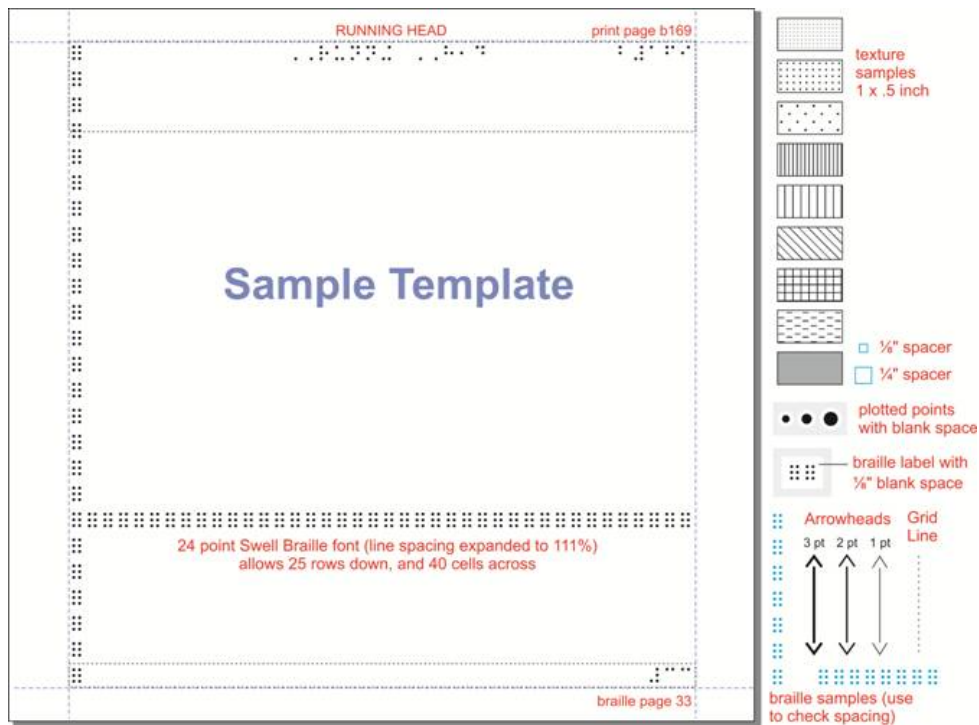 RUNNING HEAD
print page b169
Sample Template
24 point Swell Braille font (line spacing expanded to 111%)
allows 25 rows down, and 40 cells across
braille page 33
texture
samples
1 x .5 inch
⅛" spacer
¼" spacer
plotted points
with blank space
braille label with
⅛" blank space
Arrowheads
Grid
Line
3 pt 2 pt 1 pt
braille samples (use
to check spacing)